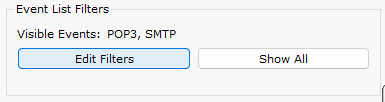 Event List Filters
Visible Events: POP3, SMTP
Edit Filters
Show All